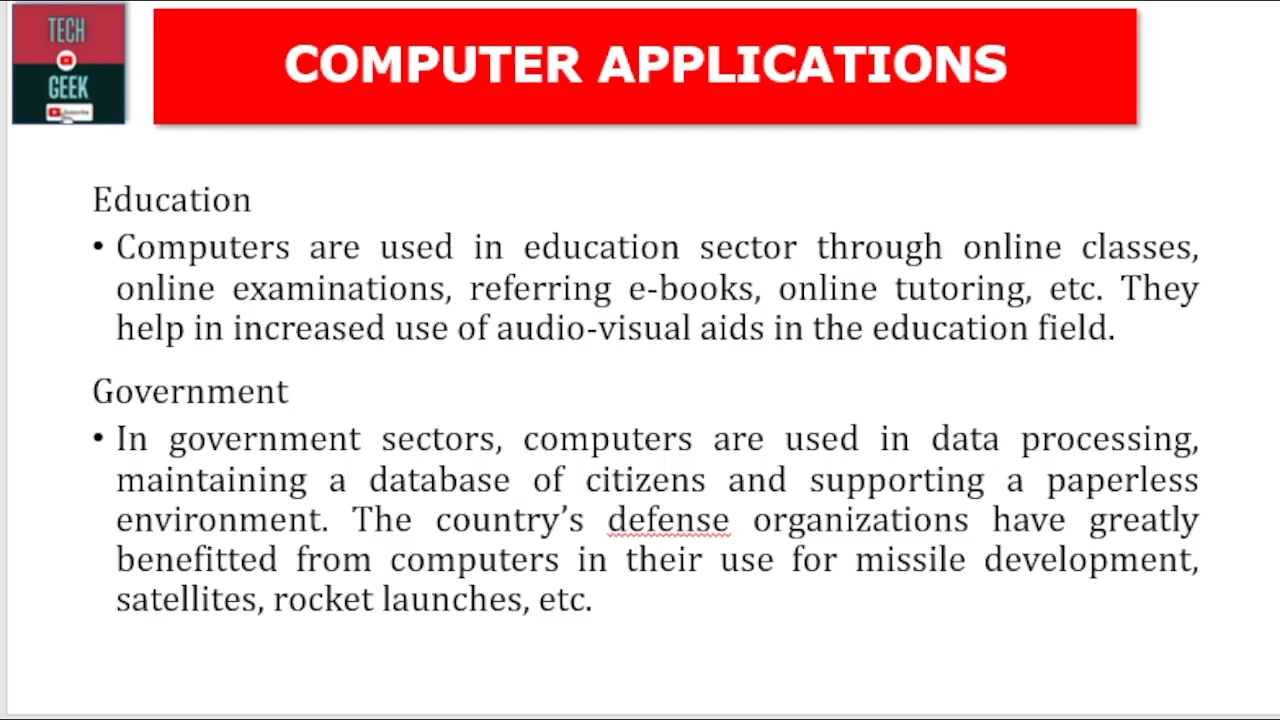 TECH
GEEK
Subscribe
COMPUTER APPLICATIONS
Education
• Computers are used in education sector through online classes,
online examinations, referring e-books, online tutoring, etc. They
help in increased use of audio-visual aids in the education field.
Government
• In government sectors, computers are used in data processing,
maintaining a database of citizens and supporting a paperless
environment. The country’s defense organizations have greatly
benefitted from computers in their use for missile development,
satellites, rocket launches, etc.